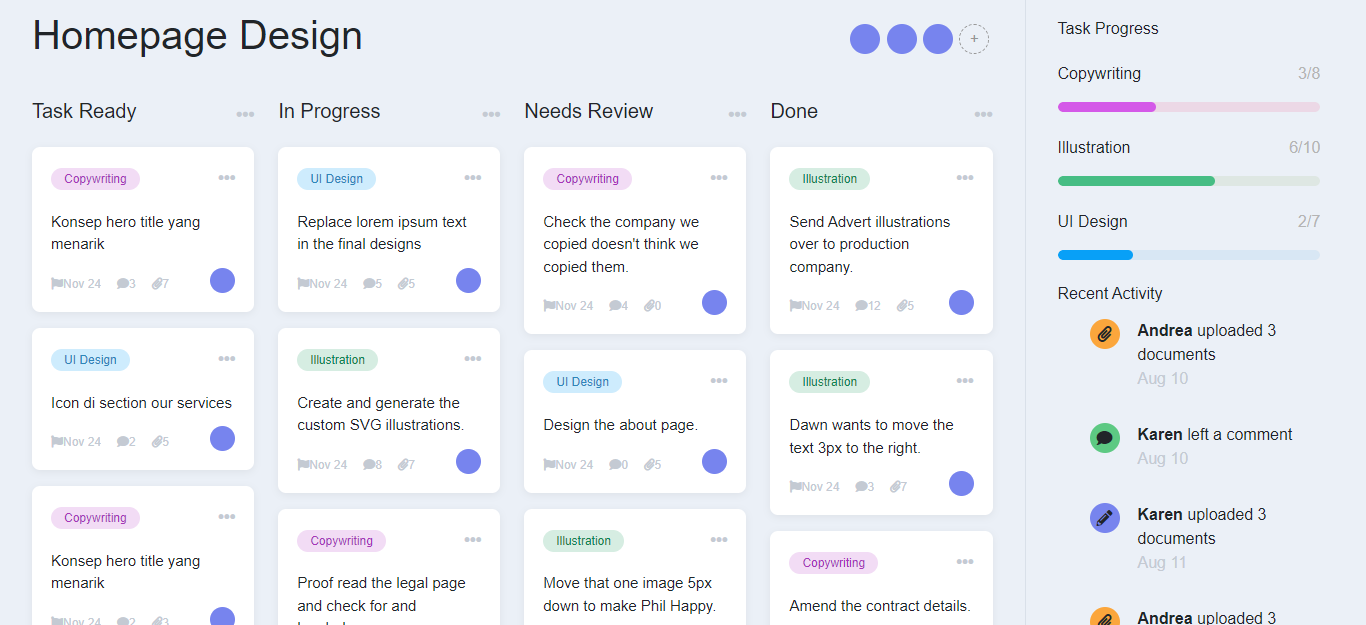 Homepage Design
+
Task Ready
Copywriting
Konsep hero title yang
menarik
Nov 24 3 7
UI Design
Icon di section our services
Nov 24 2 5
Copywriting
Konsep hero title yang
menarik
Nov 24 2 3
In Progress
UI Design
Replace lorem ipsum text
in the final designs
Nov 24 5 5
Illustration
Create and generate the
custom SVG illustrations.
Nov 24 8 7
Copywriting
Proof read the legal page
and check for and
Needs Review
Copywriting
Check the company we
copied doesn't think we
copied them.
Nov 24 4 0
UI Design
Design the about page.
Nov 24 0 5
Illustration
Move that one image 5px
down to make Phil Happy.
Done
Illustration
Send Advert illustrations
over to production
company.
Nov 24 12 5
Illustration
Dawn wants to move the
text 3px to the right.
Nov 24 3 7
Copywriting
Amend the contract details.
Task Progress
Copywriting 3/8
Illustration 6/10
UI Design 2/7
Recent Activity
Andrea uploaded 3
documents
Aug 10
Karen left a comment
Aug 10
Karen uploaded 3
documents
Aug 11
Andrea uploaded 3